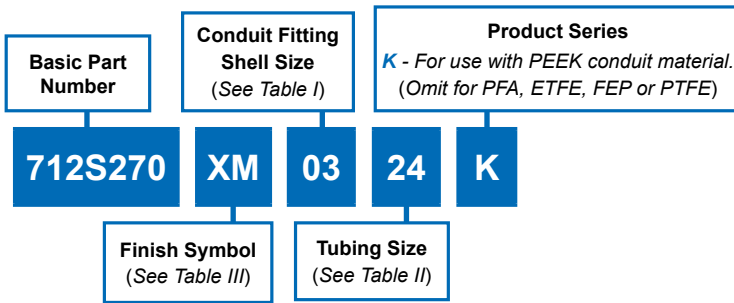 Basic Part
Number
Conduit Fitting
Shell Size
(See Table I)
Product Series
K - For use with PEEK conduit material.
(Omit for PFA, ETFE, FEP or PTFE)
712S270 XM 03 24 K
Finish Symbol
(See Table III)
Tubing Size
(See Table II)